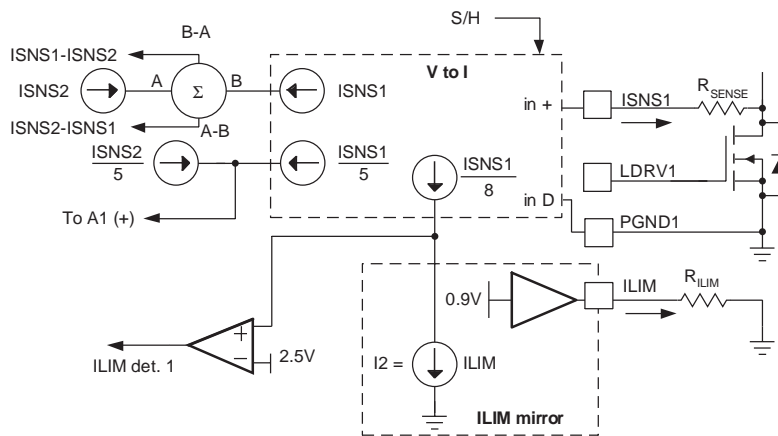 S/H
B-A
ISNS1-ISNS2
V to I
A
B
Σ
ISNS2
ISNS1
in +
ISNS1
RSENSE
ISNS2-ISNS1
A-B
ISNS2
5
ISNS1
5
ISNS1
8
LDRV1
in D
PGND1
To A1 (+)
0.9V
ILIM
RILIM
+
−
2.5V
ILIM det. 1
I2 =
ILIM
ILIM mirror